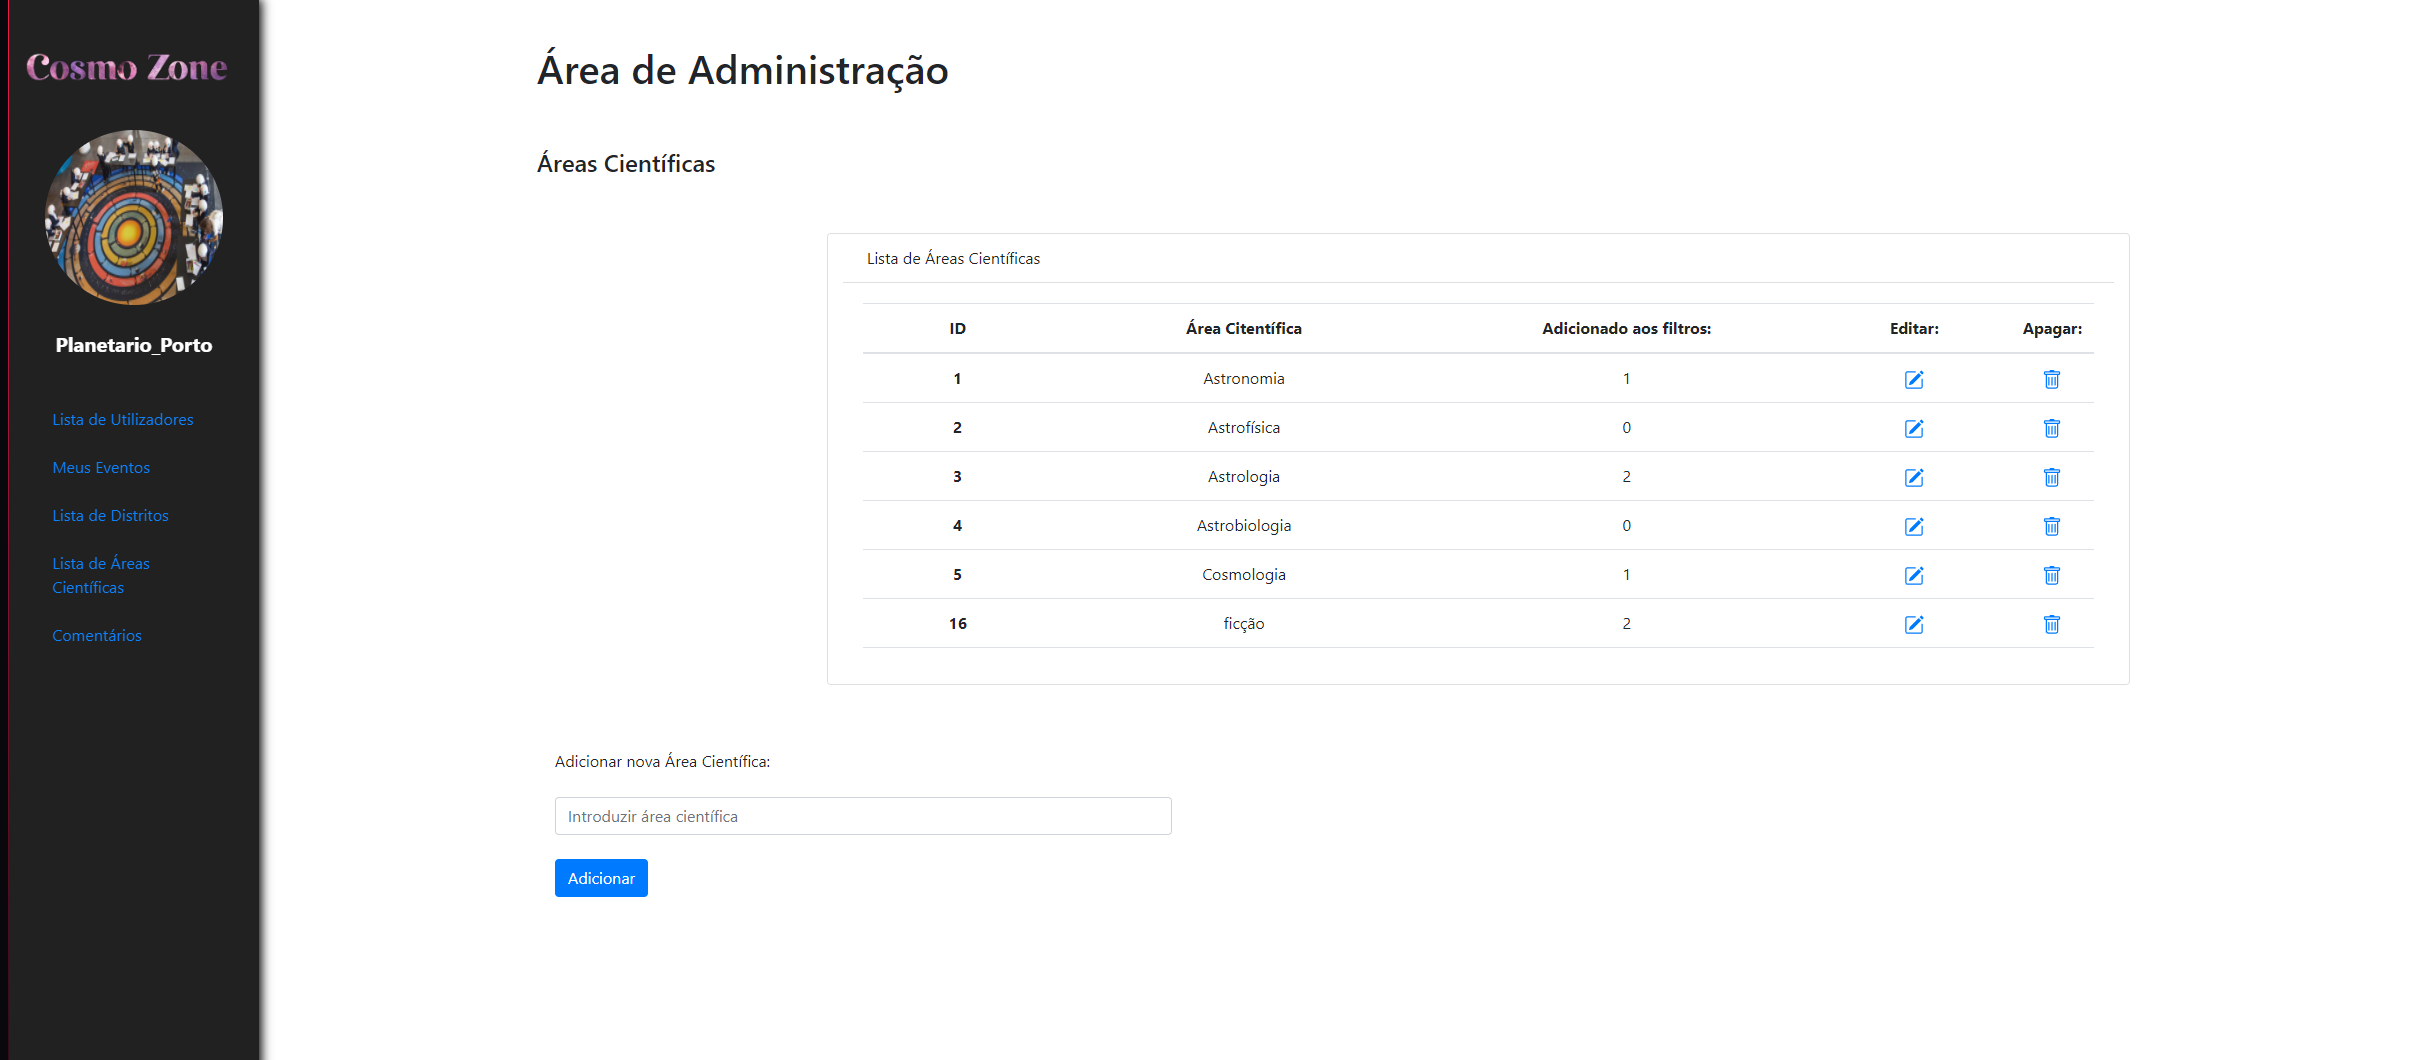 Cosmo Zone
Planetario_Porto
Lista de Utilizadores
Meus Eventos
Lista de Distritos
Lista de Áreas
Científicas
Comentários
Área de Administração
Áreas Científicas
Lista de Áreas Científicas
ID Área Citentífica Adicionado aos filtros: Editar: Apagar:
1 Astronomia 1
2 Astrofísica 0
3 Astrologia 2
4 Astrobiologia 0
5 Cosmologia 1
16 ficção 2
Adicionar nova Área Científica:
Introduzir área científica
Adicionar